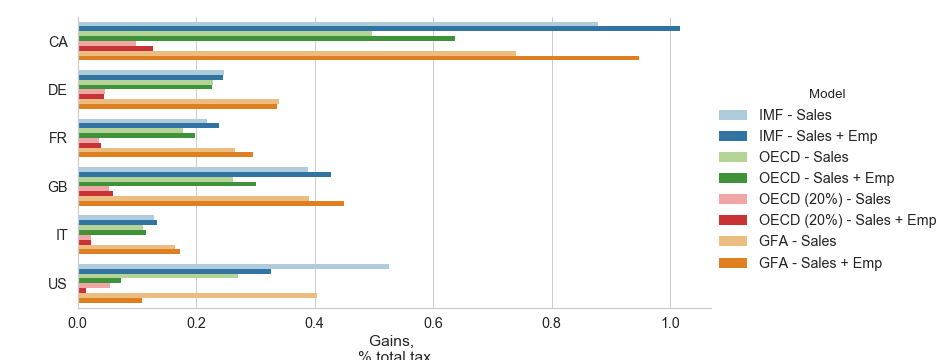 CA
DE
FR
GB
IT
US
0.0 0.2 0.4 0.6 0.8 1.0
Gains,
% total tax
Model
IMF - Sales
IMF - Sales + Emp
OECD - Sales
OECD - Sales + Emp
OECD (20%) - Sales
OECD (20%) - Sales + Emp
GFA - Sales
GFA - Sales + Emp